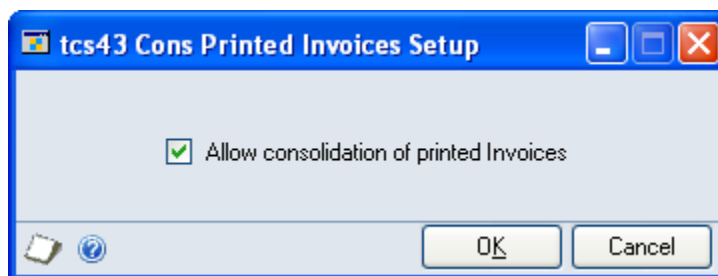 tcs43 Cons Printed Invoices Setup
Allow consolidation of printed Invoices
OK Cancel